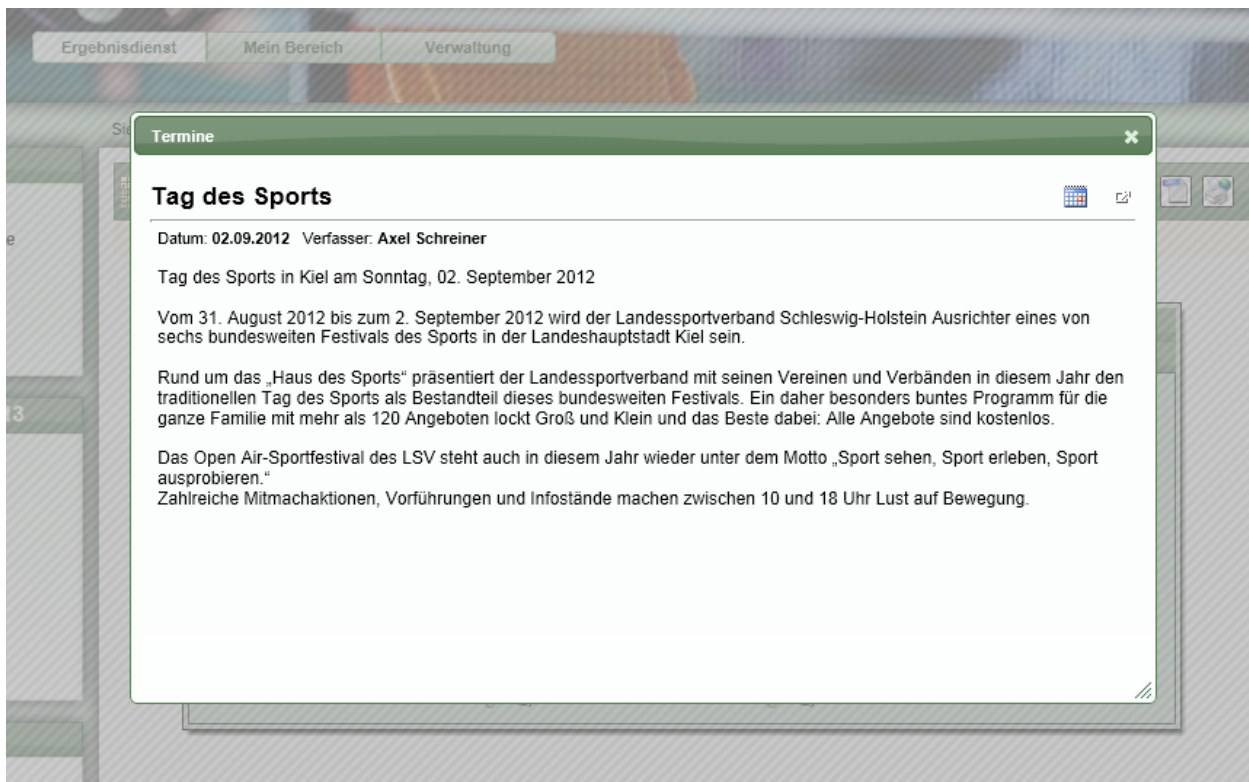 Ergebnisdienst Mein Bereich Verwaltung
Sie
Termine
Tag des Sports
Datum: 02.09.2012 Verfasser: Axel Schreiner
Tag des Sports in Kiel am Sonntag, 02. September 2012
Vom 31. August 2012 bis zum 2. September 2012 wird der Landessportverband Schleswig-Holstein Ausrichter eines von
sechs bundesweiten Festivals des Sports in der Landeshauptstadt Kiel sein.
Rund um das „Haus des Sports“ präsentiert der Landessportverband mit seinen Vereinen und Verbänden in diesem Jahr den
traditionellen Tag des Sports als Bestandteil dieses bundesweiten Festivals. Ein daher besonders buntes Programm für die
ganze Familie mit mehr als 120 Angeboten lockt Groß und Klein und das Beste dabei: Alle Angebote sind kostenlos.
Das Open Air-Sportfestival des LSV steht auch in diesem Jahr wieder unter dem Motto „Sport sehen, Sport erleben, Sport
ausprobieren.“
Zahlreiche Mitmachaktionen, Vorführungen und Infostände machen zwischen 10 und 18 Uhr Lust auf Bewegung.
e
13